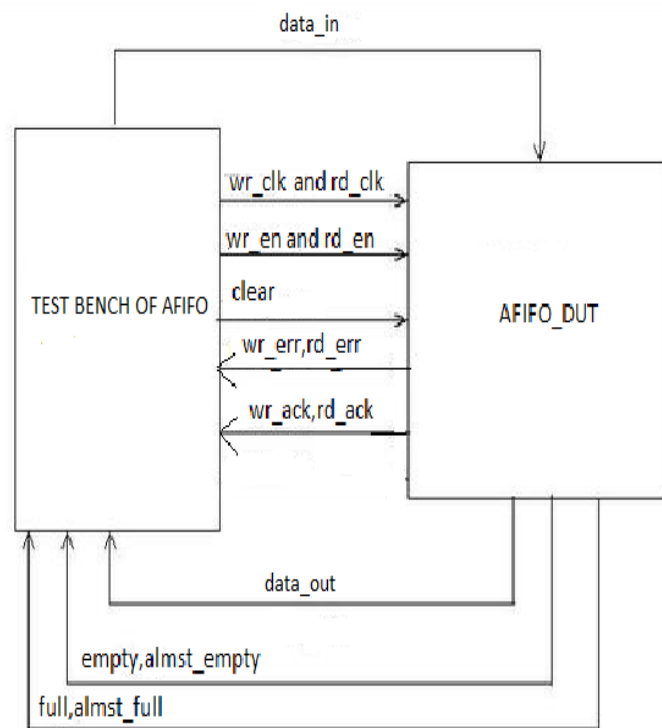 data_in
wr_clk and rd_clk
wr_en and rd_en
clear
TEST BENCH OF AFIFO
AFIFO_DUT
wr_err,rd_err
wr_ack,rd_ack
data_out
empty,almst_empty
full,almst_full